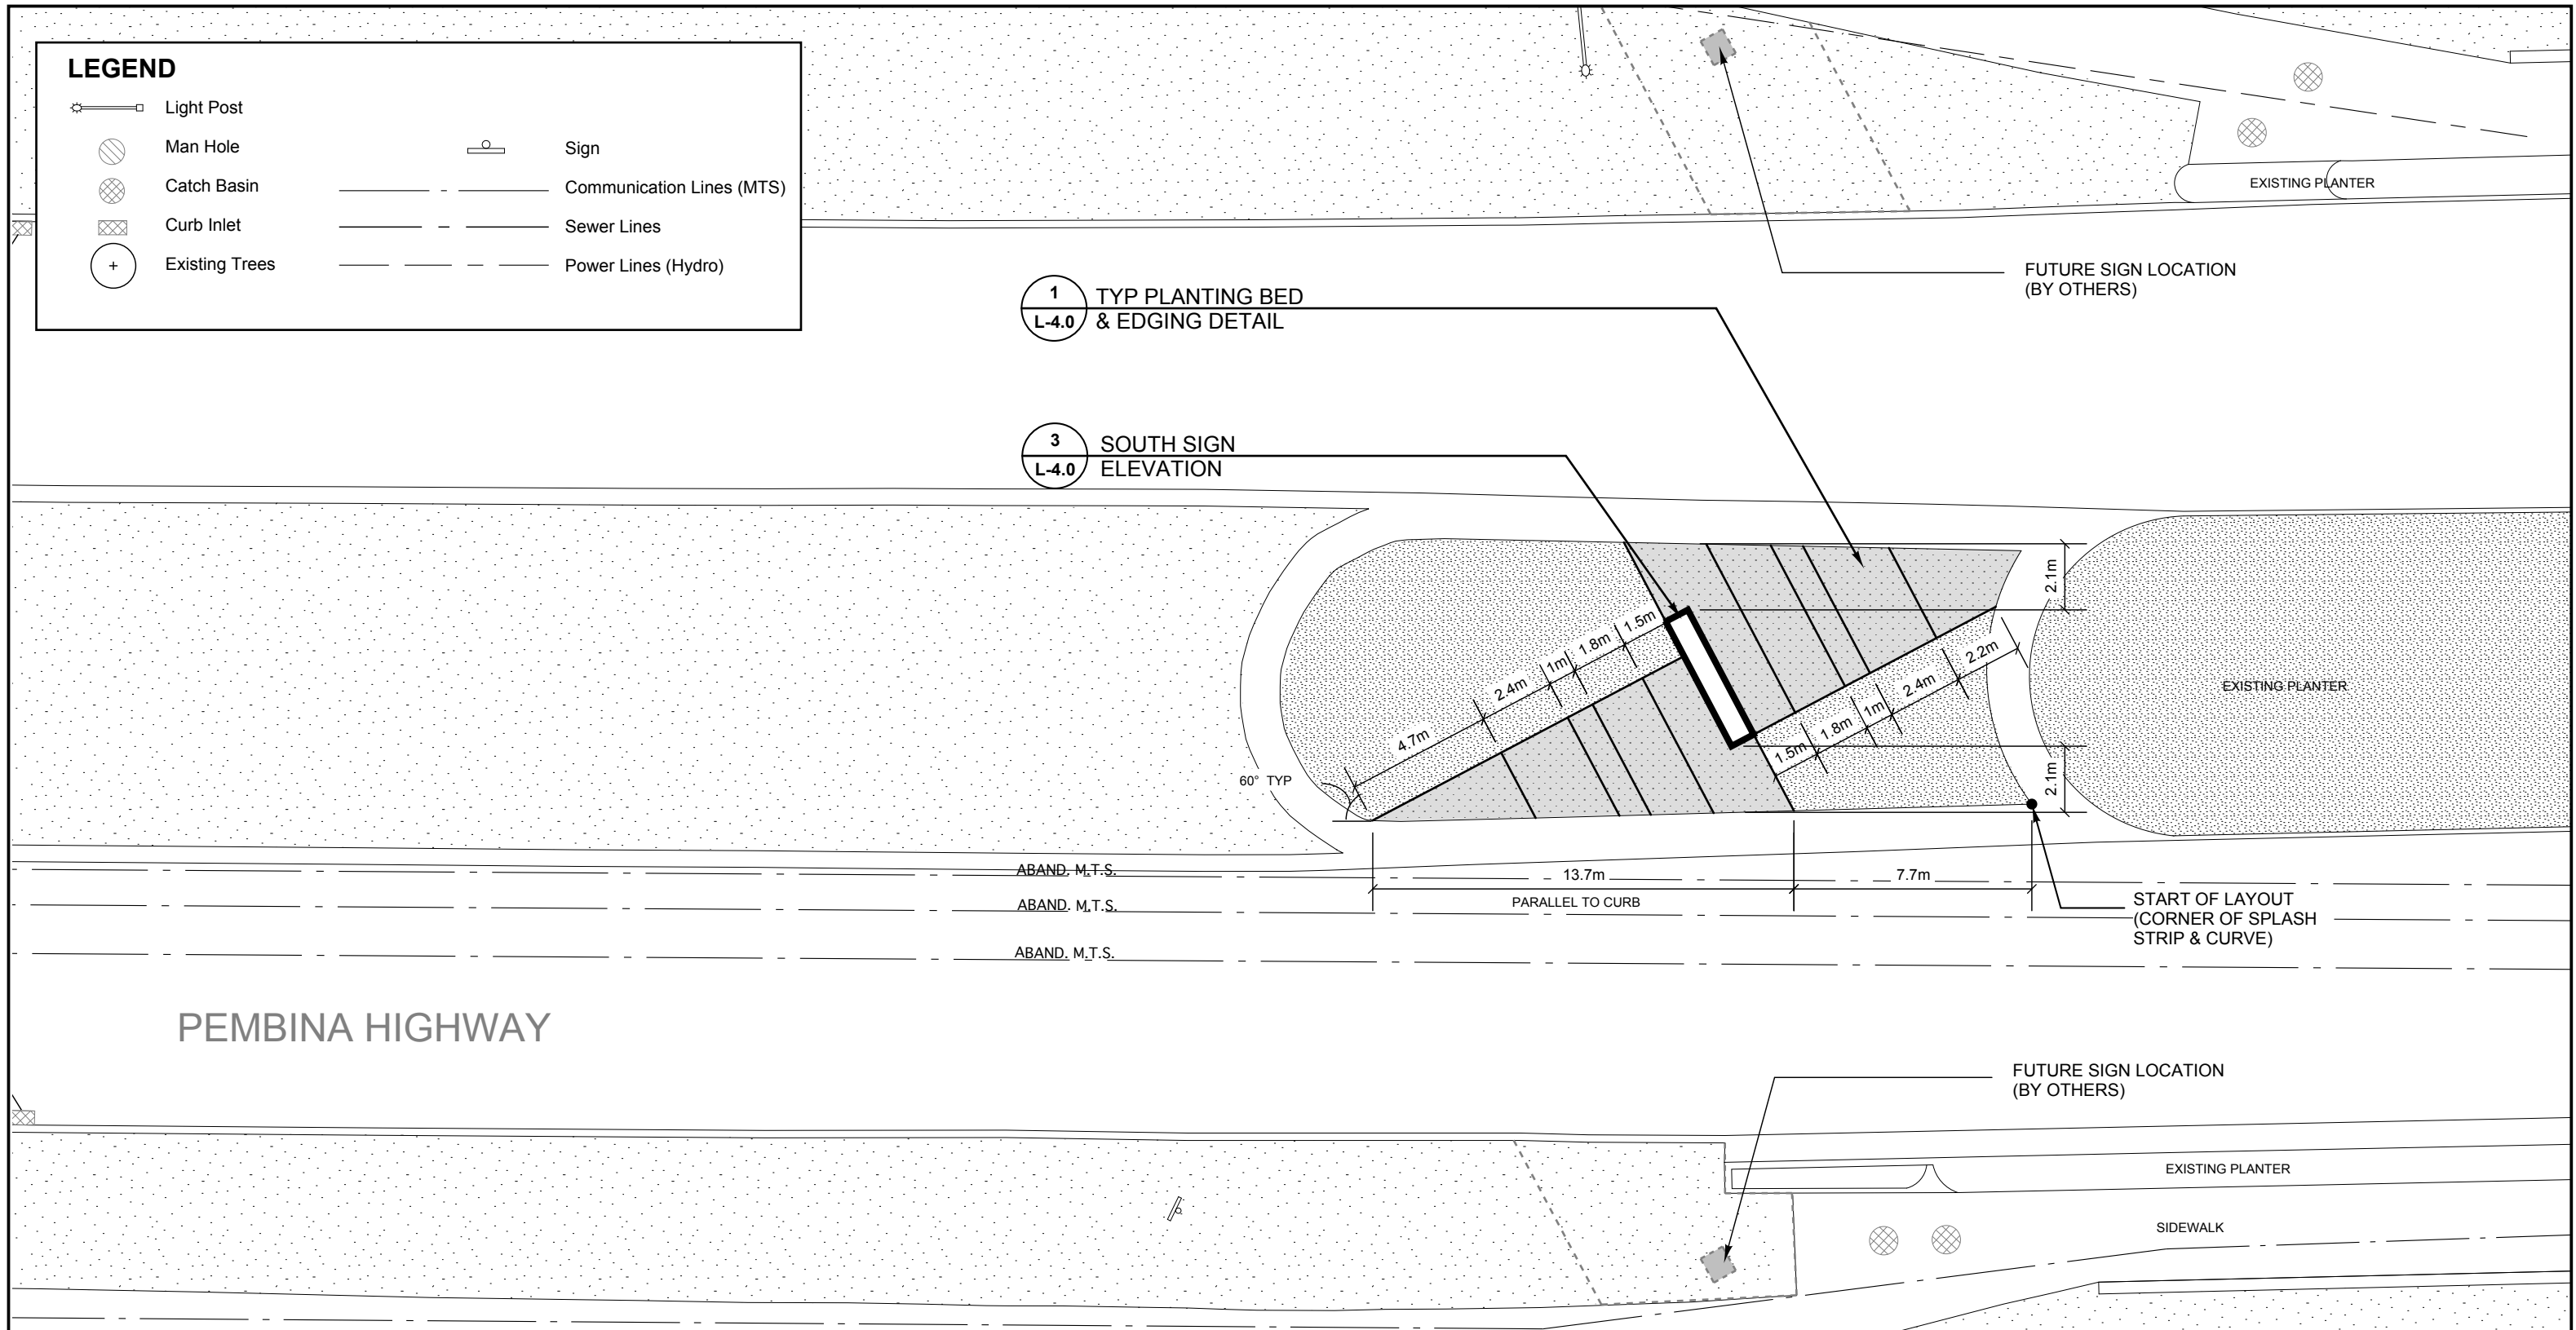 LEGEND
Light Post
Man Hole
Sign
Catch Basin
Communication Lines (MTS)
Curb Inlet
Sewer Lines
Existing Trees
Power Lines (Hydro)
EXISTING PLANTER
FUTURE SIGN LOCATION
(BY OTHERS)
1
L-4.0
TYP PLANTING BED
& EDGING DETAIL
3
L-4.0
SOUTH SIGN
ELEVATION
2.1m
1.5m
1.8m
1m
2.4m
4.7m
2.2m
2.4m
1m
1.8m
1.5m
2.1m
EXISTING PLANTER
60° TYP
13.7m
7.7m
PARALLEL TO CURB
ABAND. M.T.S.
ABAND. M.T.S.
ABAND. M.T.S.
START OF LAYOUT
(CORNER OF SPLASH
STRIP & CURVE)
PEMBINA HIGHWAY
FUTURE SIGN LOCATION
(BY OTHERS)
EXISTING PLANTER
SIDEWALK